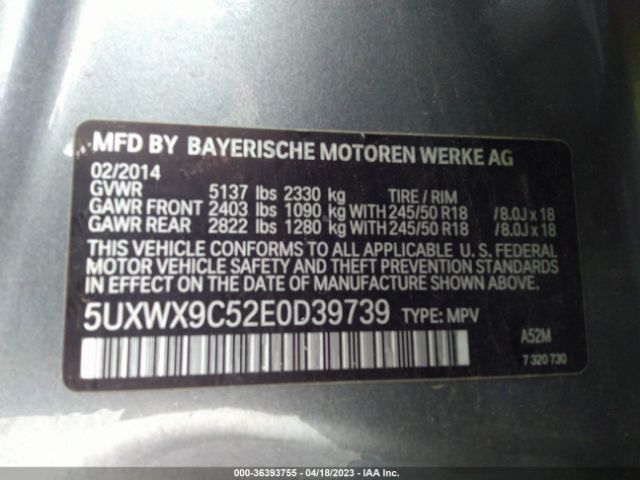 MFD BY BAYERISCHE MOTOREN WERKE AG
02/2014
GVWR 5137 lbs 2330 kg TIRE / RIM
GAWR FRONT 2403 lbs 1090 kg WITH 245/50 R18 /8.0J x 18
GAWR REAR 2822 lbs 1280 kg WITH 245/50 R18 /8.0J x 18
THIS VEHICLE CONFORMS TO ALL APPLICABLE U. S. FEDERAL
MOTOR VEHICLE SAFETY AND THEFT PREVENTION STANDARDS
IN EFFECT ON THE DATE OF MANUFACTURE SHOWN ABOVE.
5UXWX9C52E0D39739 TYPE: MPV
A52M
7 320 730
000-36393755 - 04/18/2023 - IAA Inc.